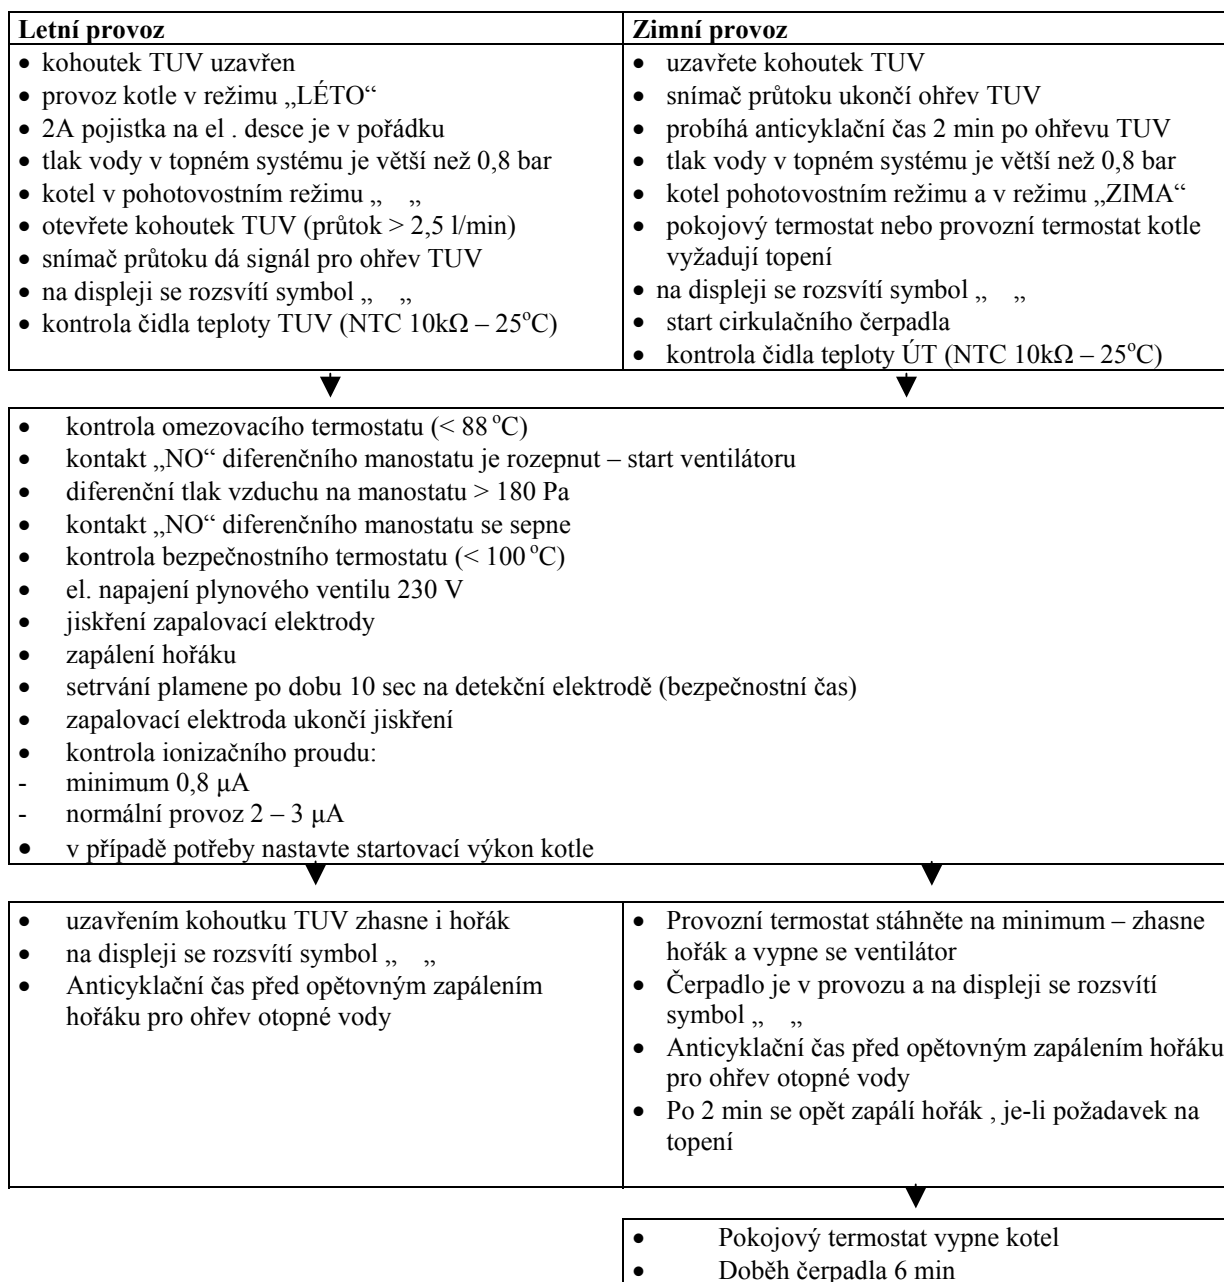 Letní provoz
• kohoutek TUV uzavřen
• provoz kotle v režimu „LÉTO“
• 2A pojistka na el . desce je v pořádku
• tlak vody v topném systému je větší než 0,8 bar
• kotel v pohotovostním režimu „ „
• otevřete kohoutek TUV (průtok > 2,5 l/min)
• snímač průtoku dá signál pro ohřev TUV
• na displeji se rozsvítí symbol „ „
• kontrola čidla teploty TUV (NTC 10kΩ – 25°C)
Zimní provoz
• uzavřete kohoutek TUV
• snímač průtoku ukončí ohřev TUV
• probíhá anticyklační čas 2 min po ohřevu TUV
• tlak vody v topném systému je větší než 0,8 bar
• kotel pohotovostním režimu a v režimu „ZIMA“
• pokojový termostat nebo provozní termostat kotle
vyžadují topení
• na displeji se rozsvítí symbol „ „
• start cirkulačního čerpadla
• kontrola čidla teploty ÚT (NTC 10kΩ – 25°C)
• kontrola omezovacího termostatu (< 88 °C)
• kontakt „NO“ diferenčního manostatu je rozepnut – start ventilátoru
• diferenční tlak vzduchu na manostatu > 180 Pa
• kontakt „NO“ diferenčního manostatu se sepne
• kontrola bezpečnostního termostatu (< 100 °C)
• el. napajení plynového ventilu 230 V
• jiskření zapalovací elektrody
• zapálení hořáku
• setrvání plamene po dobu 10 sec na detekční elektrodě (bezpečnostní čas)
• zapalovací elektroda ukončí jiskření
• kontrola ionizačního proudu:
- minimum 0,8 μA
- normální provoz 2 – 3 μA
• v případě potřeby nastavte startovací výkon kotle
• uzavřením kohoutku TUV zhasne i hořák
• na displeji se rozsvítí symbol „ „
• Anticyklační čas před opětovným zapálením
hořáku pro ohřev otopné vody
• Provozní termostat stáhněte na minimum – zhasne
hořák a vypne se ventilátor
• Čerpadlo je v provozu a na displeji se rozsvítí
symbol „ „
• Anticyklační čas před opětovným zapálením hořáku
pro ohřev otopné vody
• Po 2 min se opět zapálí hořák , je-li požadavek na
topení
• Pokojový termostat vypne kotel
• Doběh čerpadla 6 min